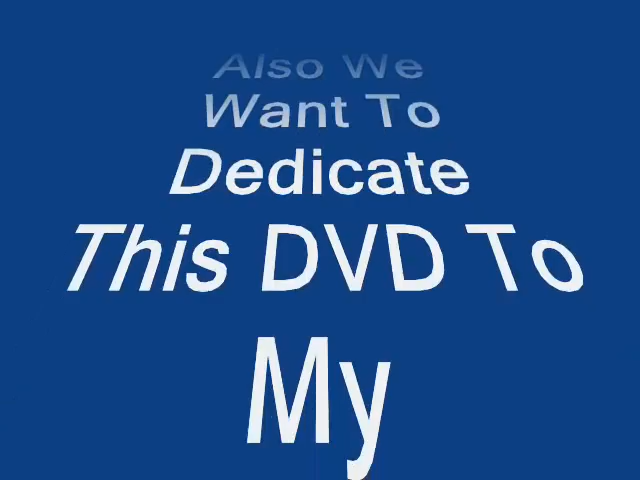 Also We
Want To
Dedicate
This DVD To
My